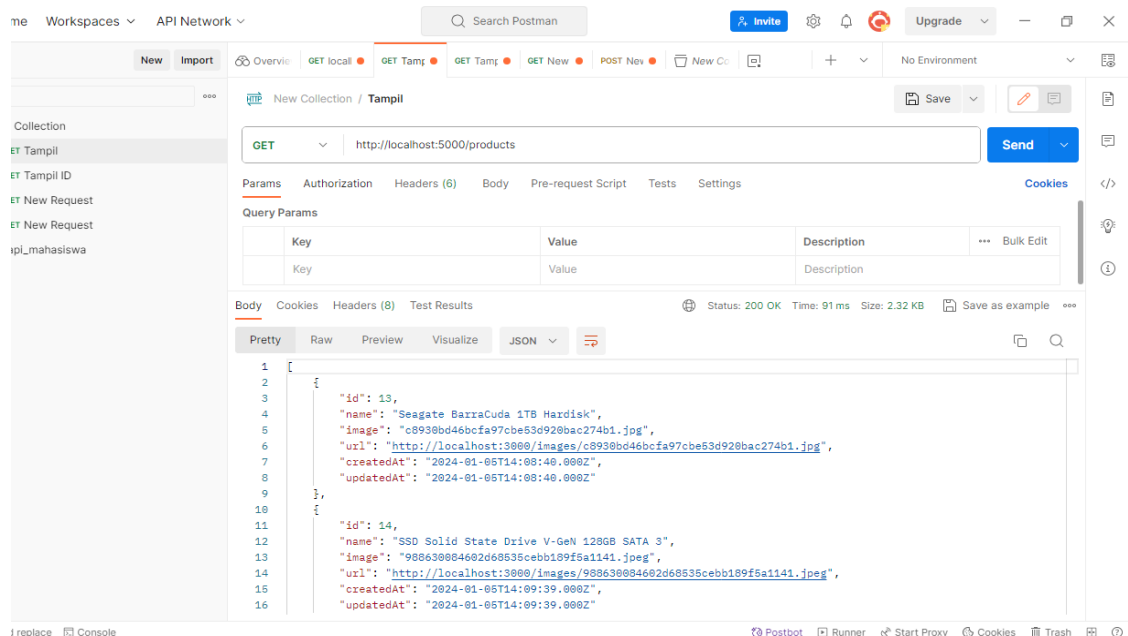 me Workspaces API Network Search Postman Invite Upgrade
New Import Overvie GET locall GET Tamp GET Tamp GET New POST New New Co No Environment
HTTP New Collection / Tampil Save
Collection
ET Tampil GET http://localhost:5000/products Send
ET Tampil ID Params Authorization Headers (6) Body Pre-request Script Tests Settings Cookies
ET New Request Query Params
ET New Request Key Value Description Bulk Edit
api_mahasiswa Key Value Description
Body Cookies Headers (8) Test Results Status: 200 OK Time: 91 ms Size: 2.32 KB Save as example
Pretty Raw Preview Visualize JSON
1 [
2 {
3 "id": 13,
4 "name": "Seagate BarraCuda 1TB Hardisk",
5 "image": "c8930bd46bcfa97cbe53d920bac274b1.jpg",
6 "url": "http://localhost:3000/images/c8930bd46bcfa97cbe53d920bac274b1.jpg",
7 "createdAt": "2024-01-05T14:08:40.000Z",
8 "updatedAt": "2024-01-05T14:08:40.000Z"
9 },
10 {
11 "id": 14,
12 "name": "SSD Solid State Drive V-GeN 128GB SATA 3",
13 "image": "988630084602d68535cebb189f5a1141.jpeg",
14 "url": "http://localhost:3000/images/988630084602d68535cebb189f5a1141.jpeg",
15 "createdAt": "2024-01-05T14:09:39.000Z",
16 "updatedAt": "2024-01-05T14:09:39.000Z"
d replace Console Postbot Runner Start Proxy Cookies Trash